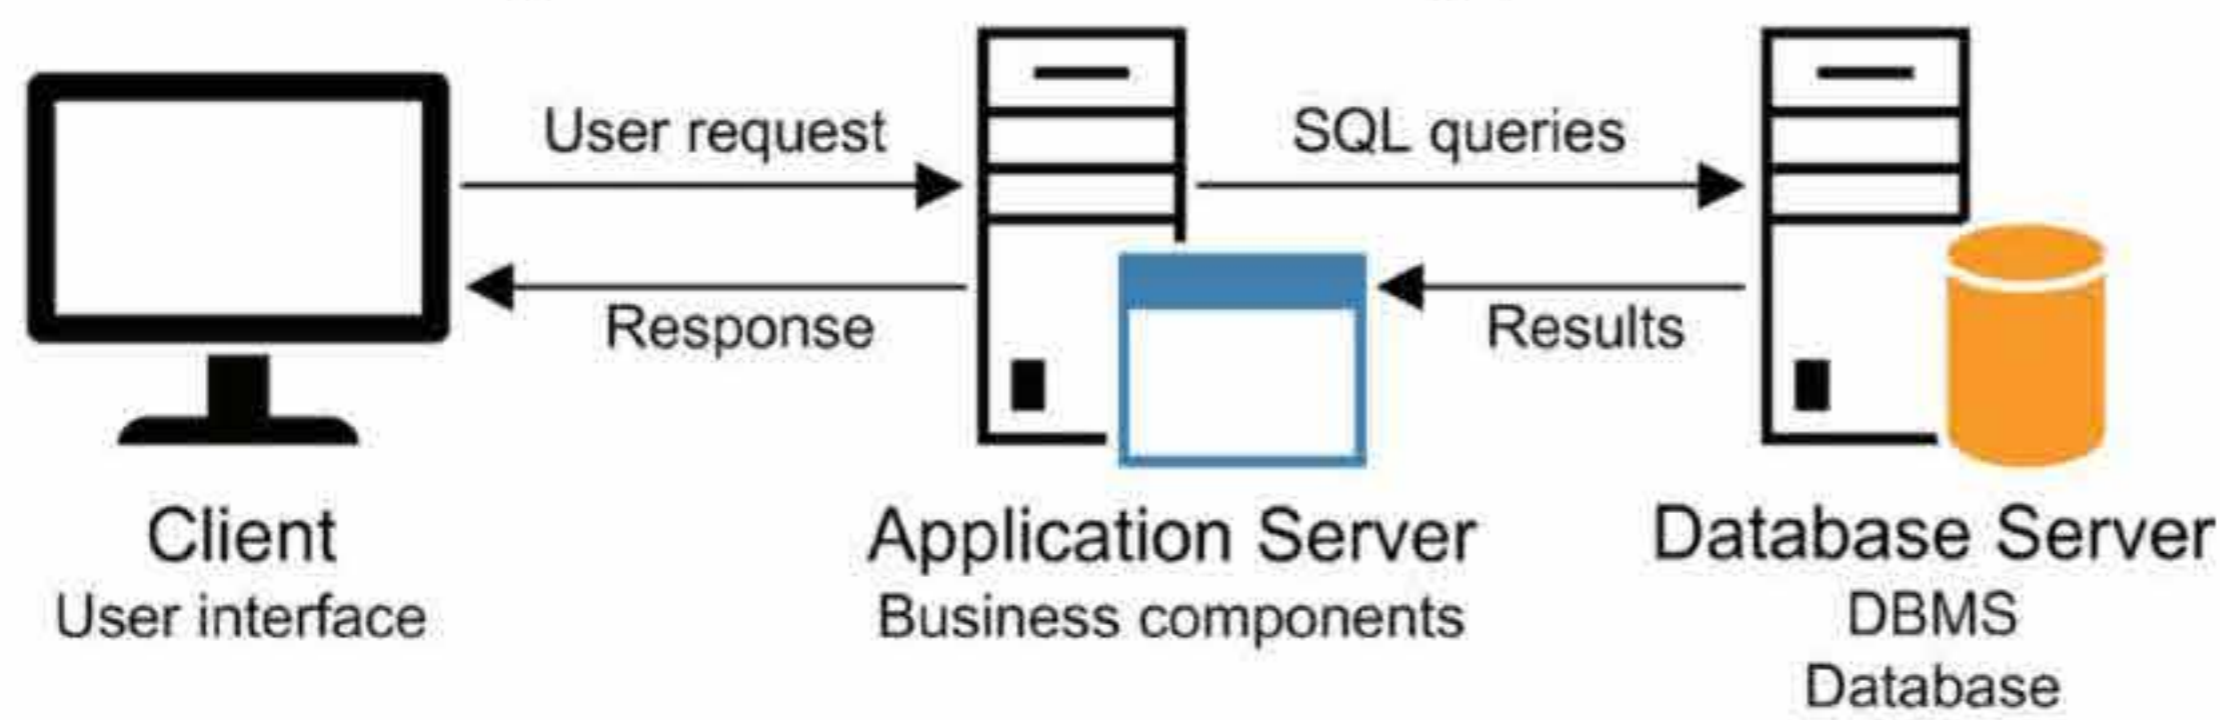 User request
SQL queries
Response
Results
Client
User interface
Application Server
Business components
Database Server
DBMS
Database